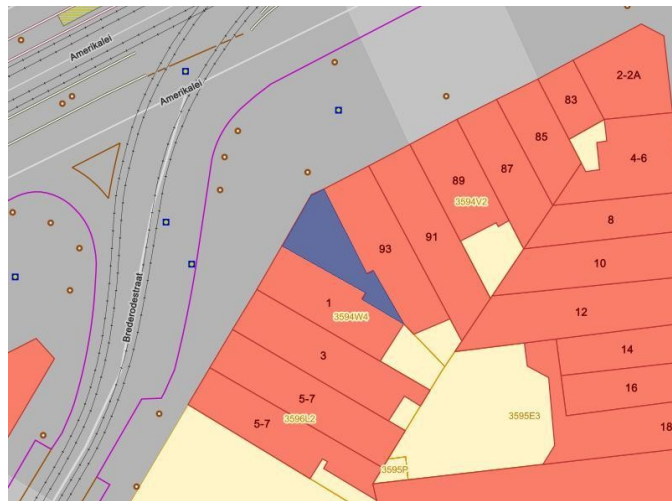 Amerikalei
Amerikalei
2-2A
83
85
4-6
87
89
3594V2
8
91
93
10
1
3594W4
12
3
14
5-7
16
3595E3
5-7
3596L2
18
3595P
Brederodestraat